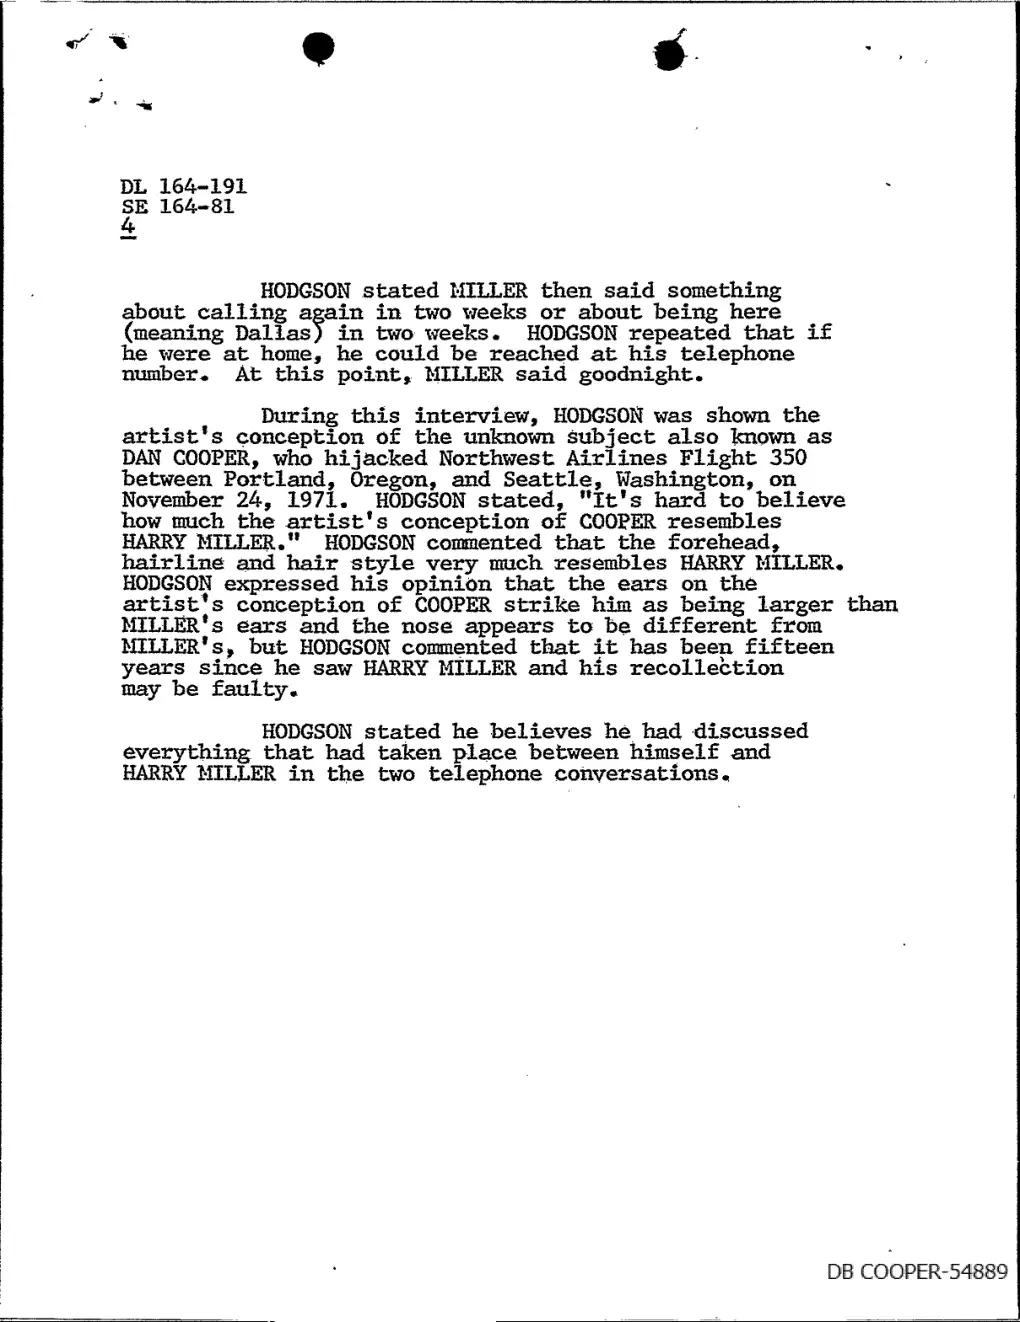 DL 164-191
SE 164-81
4
HODGSON stated MILLER then said something
about calling again in two weeks or about being here
(meaning Dallas) in two weeks. HODGSON repeated that if
he were at home, he could be reached at his telephone
number. At this point, MILLER said goodnight.
During this interview, HODGSON was shown the
artist's conception of the unknown subject also known as
DAN COOPER, who hijacked Northwest Airlines Flight 350
between Portland, Oregon, and Seattle, Washington, on
November 24, 1971. HODGSON stated, "It's hard to believe
how much the artist's conception of COOPER resembles
HARRY MILLER." HODGSON commented that the forehead,
hairline and hair style very much resembles HARRY MILLER.
HODGSON expressed his opinion that the ears on the
artist's conception of COOPER strike him as being larger than
MILLER's ears and the nose appears to be different from
MILLER's, but HODGSON commented that it has been fifteen
years since he saw HARRY MILLER and his recollection
may be faulty.
HODGSON stated he believes he had discussed
everything that had taken place between himself and
HARRY MILLER in the two telephone conversations.
DB COOPER-54889